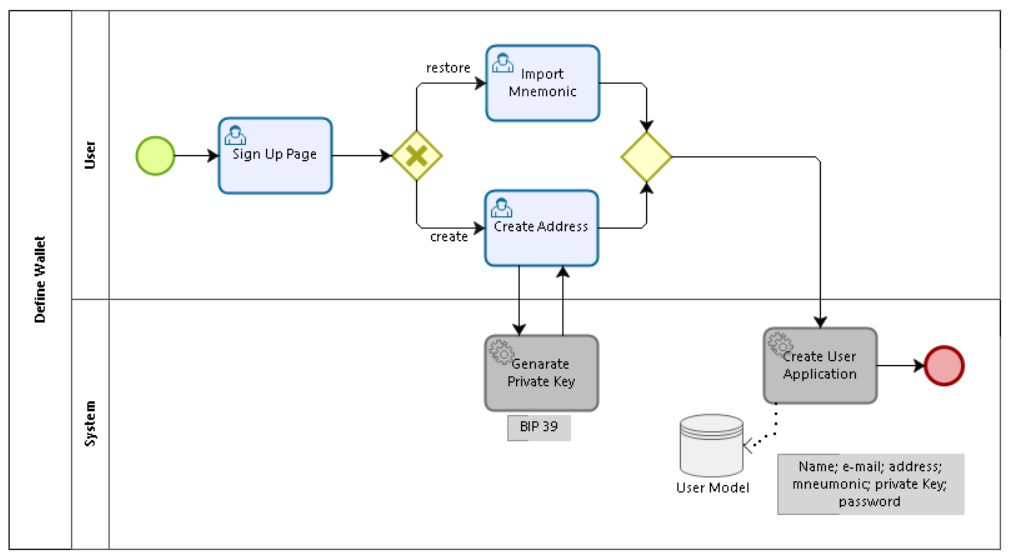 Define Wallet
User
Sign Up Page
restore
Import
Mnemonic
create
Create Address
System
Genarate
Private Key
BIP 39
Create User
Application
User Model
Name; e-mail; address;
mneumonic; private Key;
password